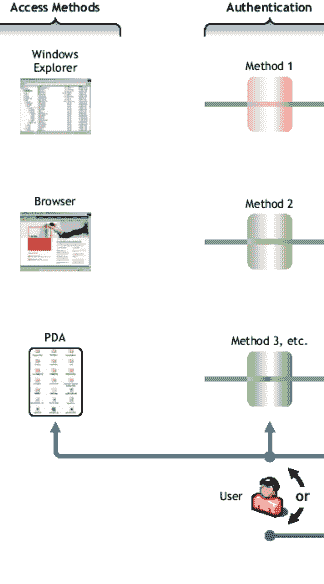 Access Methods
Authentication
Windows
Explorer
Method 1
Browser
Method 2
PDA
Method 3, etc.
User
or